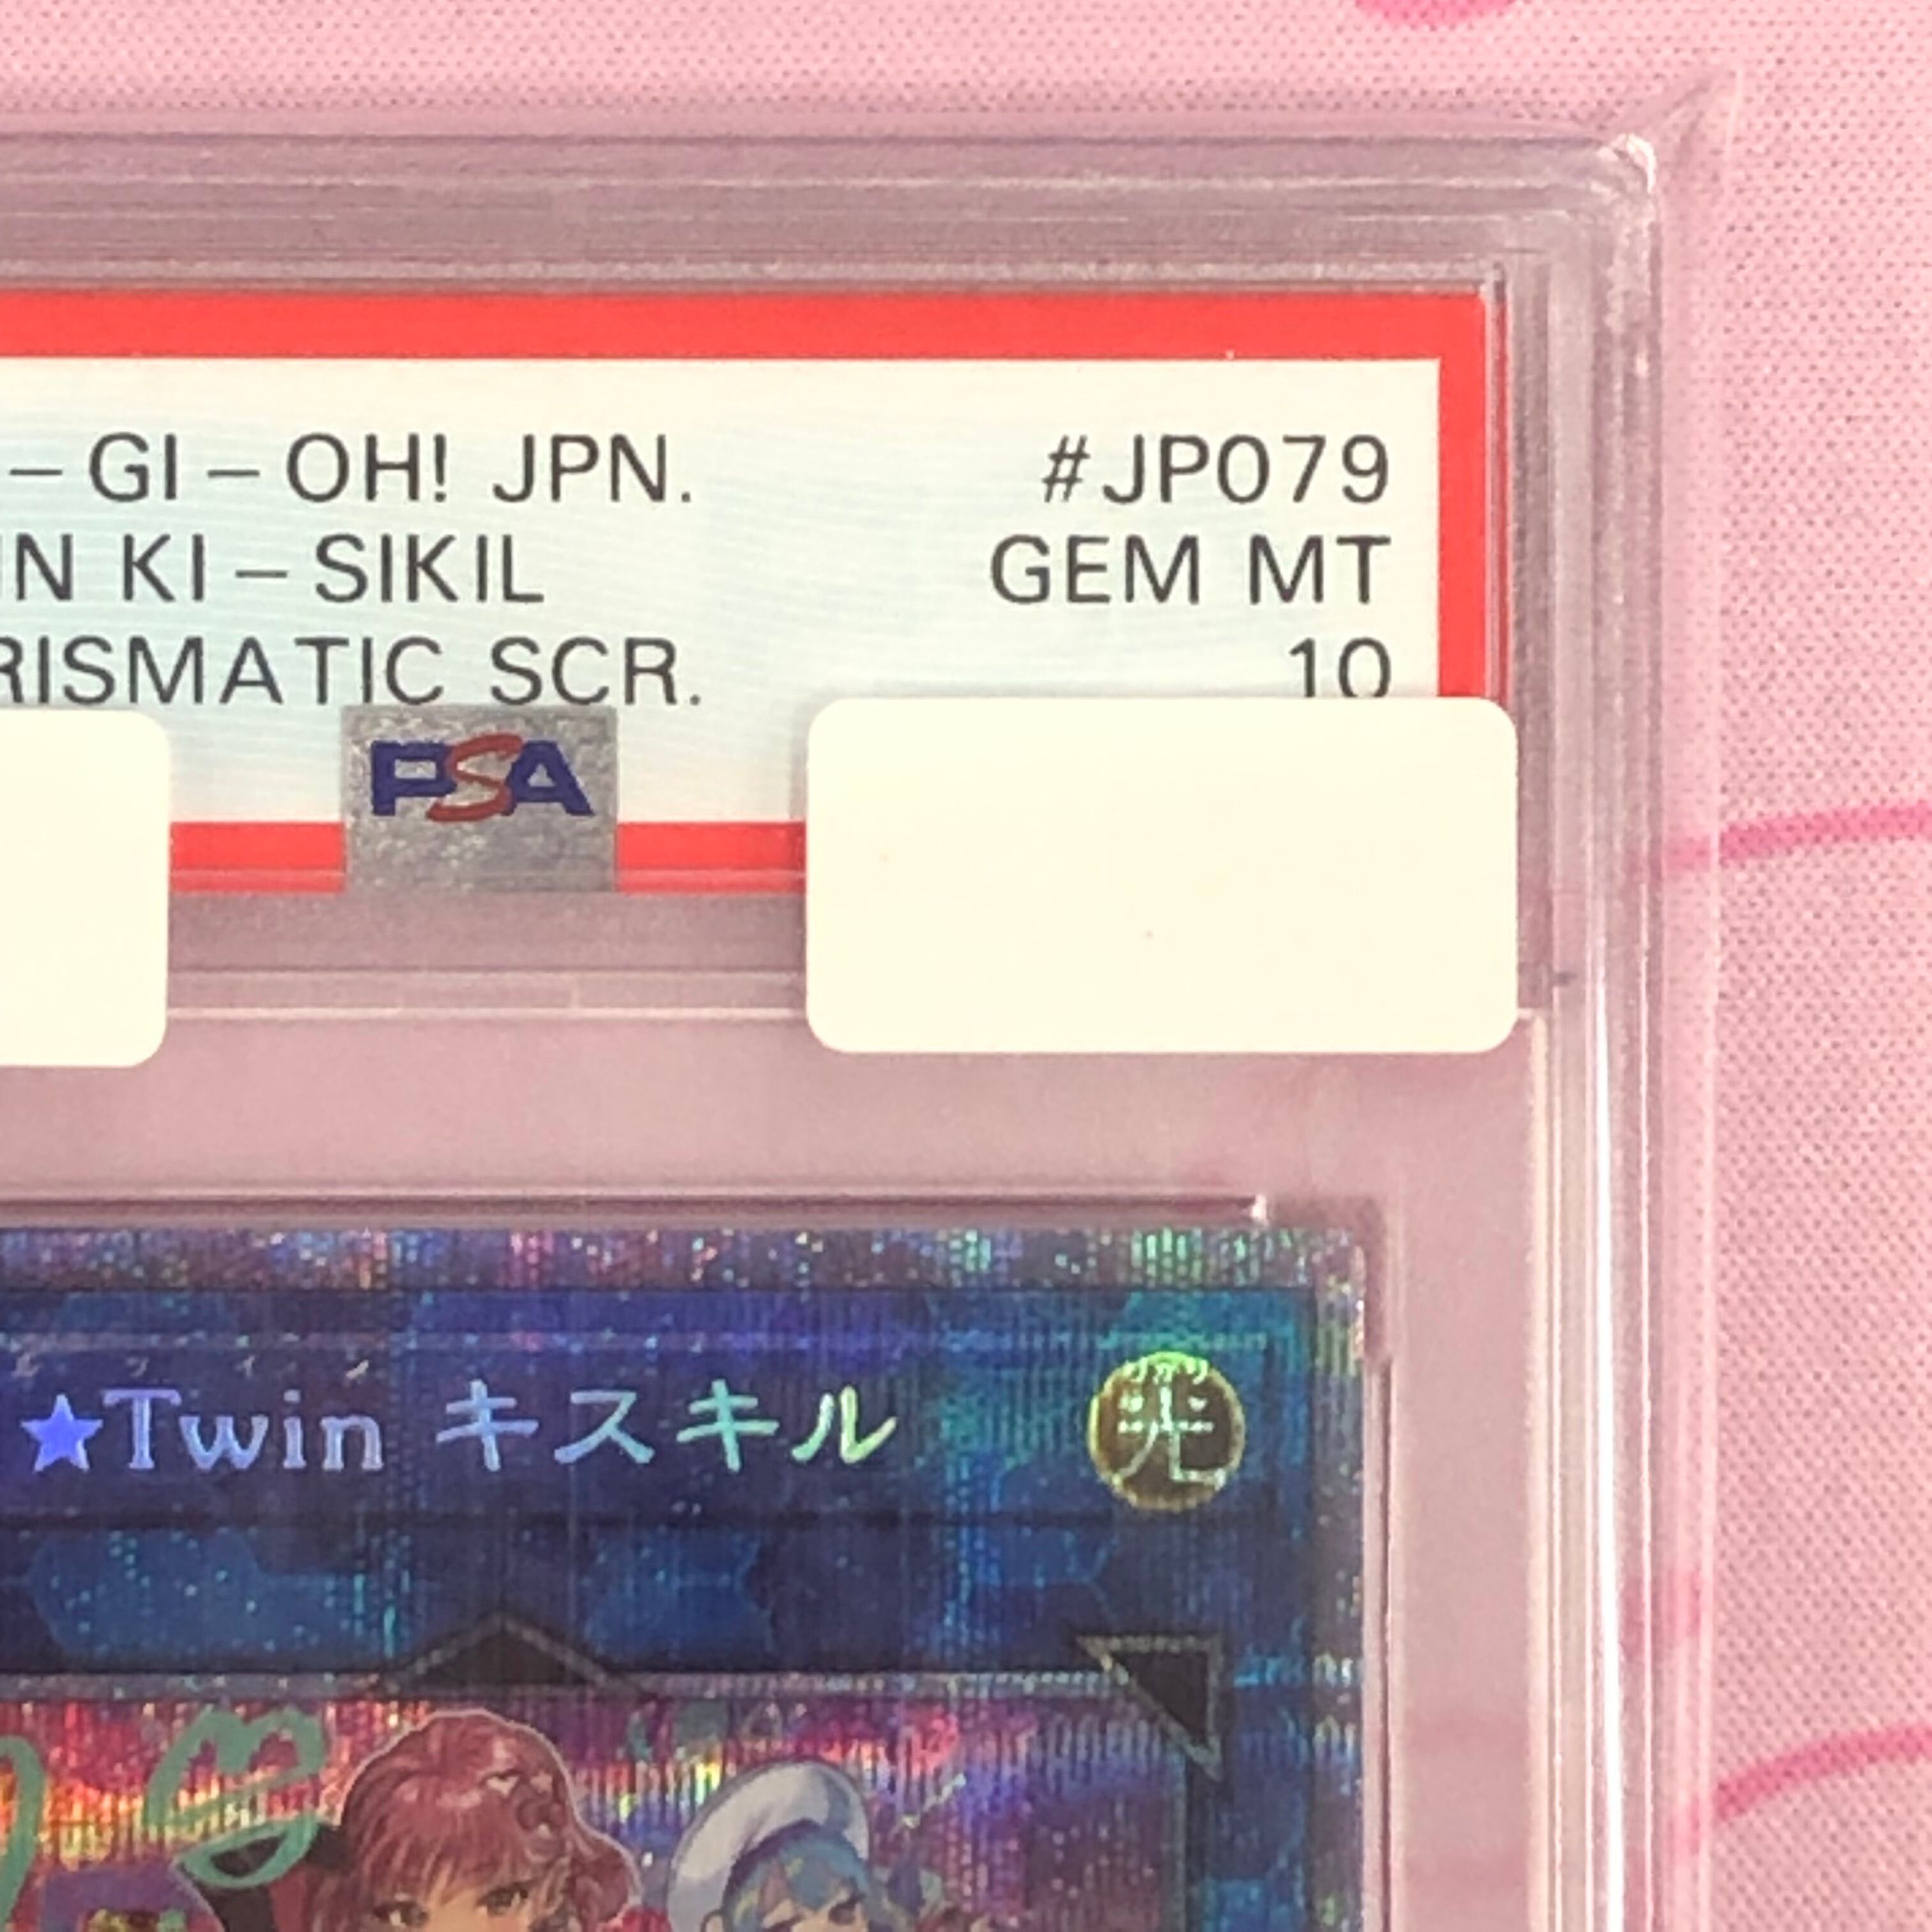 -GI-OH! JPN. #JP079
IN KI-SIKIL GEM MT
RISMATIC SCR. 10
PSA
★Twin キスキル 光